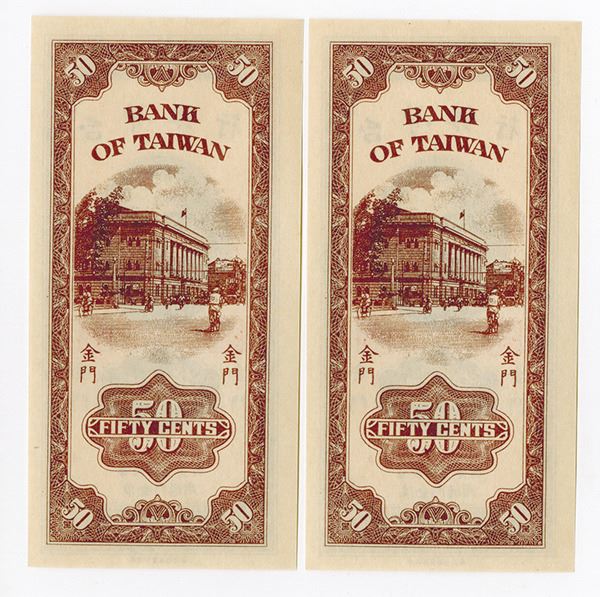 50 50
BANK
OF TAIWAN
金門 金門
50
FIFTY CENTS
50 50
50 50
BANK
OF TAIWAN
金門 金門
50
FIFTY CENTS
50 50